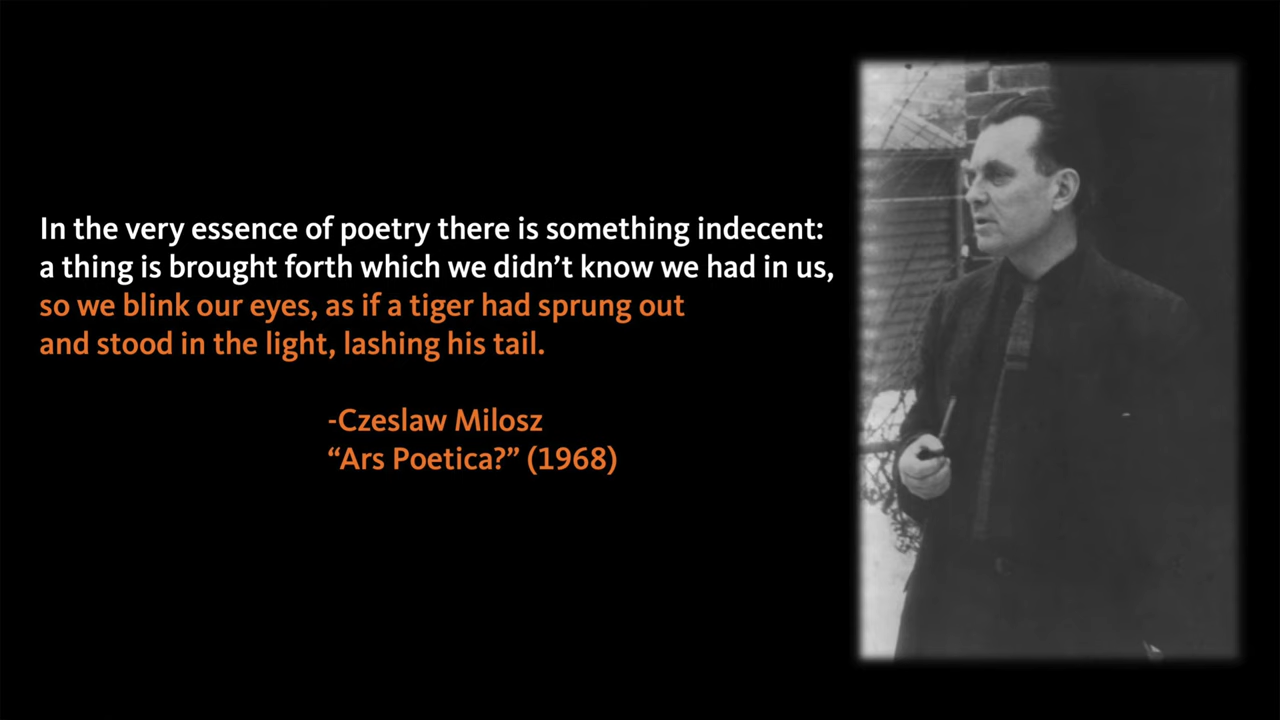 In the very essence of poetry there is something indecent:
a thing is brought forth which we didn’t know we had in us,
so we blink our eyes, as if a tiger had sprung out
and stood in the light, lashing his tail.
-Czeslaw Milosz
“Ars Poetica?” (1968)